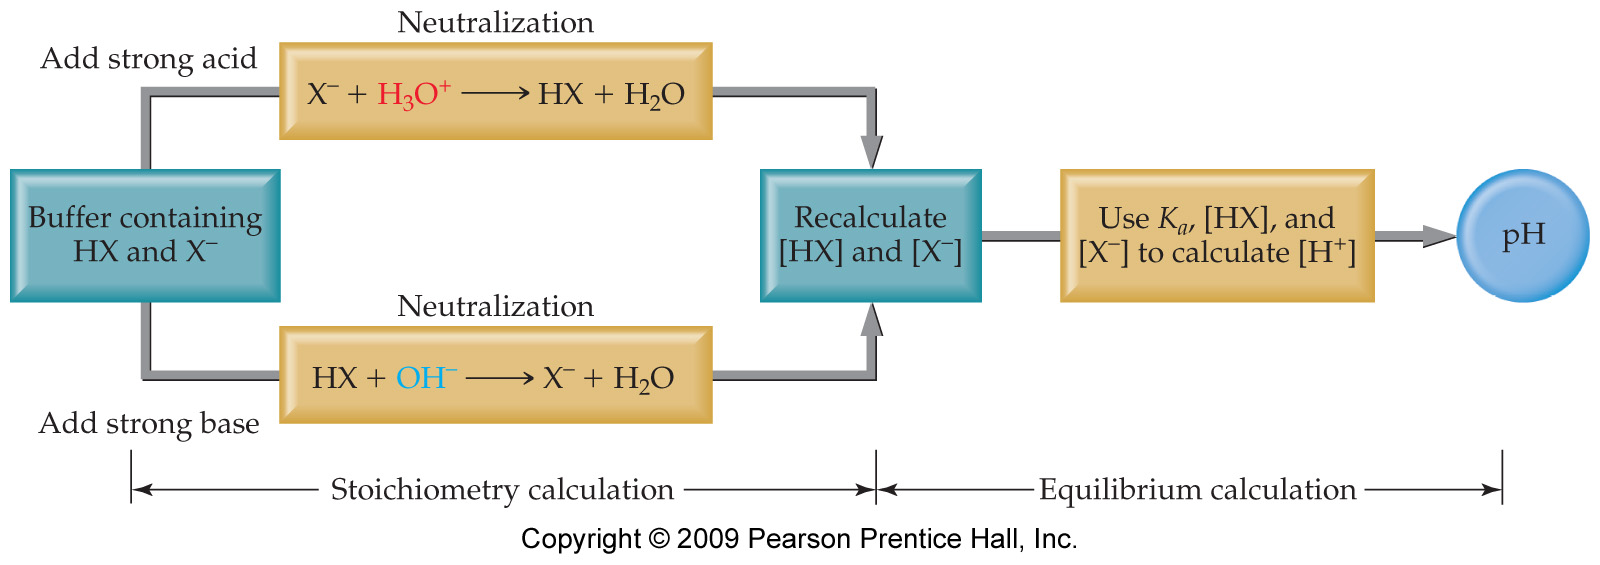 Neutralization
Add strong acid
X⁻ + H₃O⁺ ⟶ HX + H₂O
Buffer containing
HX and X⁻
Recalculate
[HX] and [X⁻]
Use Kₐ, [HX], and
[X⁻] to calculate [H⁺]
pH
Neutralization
HX + OH⁻ ⟶ X⁻ + H₂O
Add strong base
Stoichiometry calculation
Equilibrium calculation
Copyright © 2009 Pearson Prentice Hall, Inc.